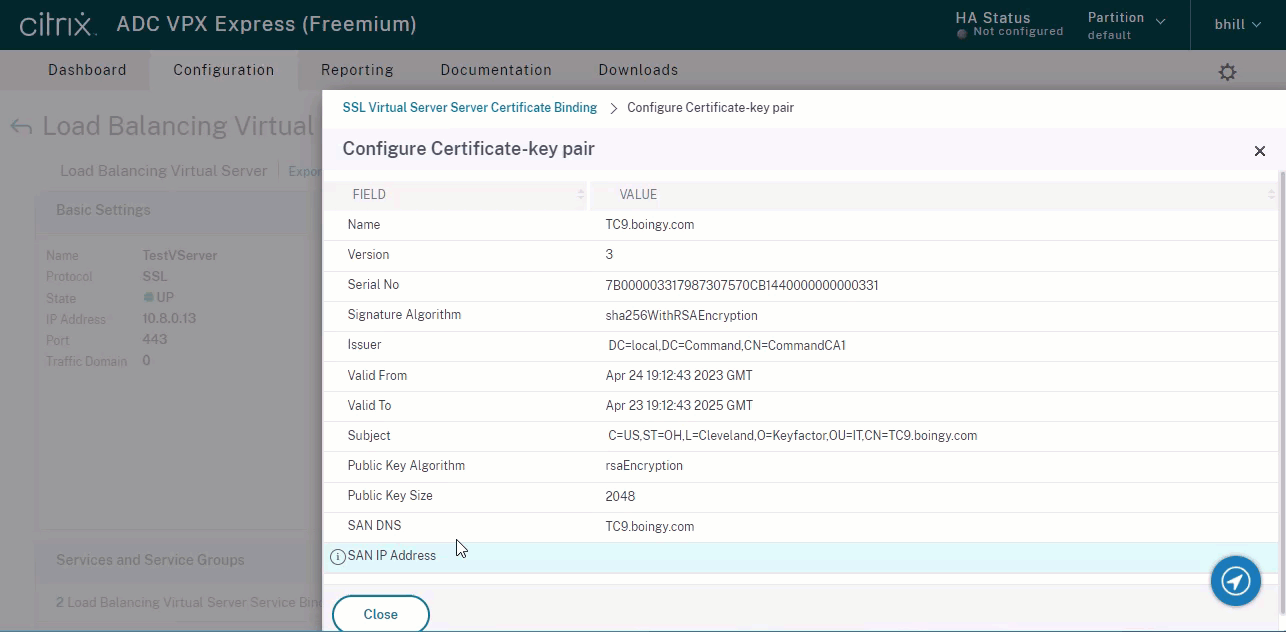 citrix. ADC VPX Express (Freemium)
HA Status
Not configured
Partition
default
bhill
Dashboard Configuration Reporting Documentation Downloads
SSL Virtual Server Server Certificate Binding > Configure Certificate-key pair
Load Balancing Virtual
Configure Certificate-key pair
Load Balancing Virtual Server | Expor
Basic Settings
Name TestVServer
Protocol SSL
State UP
IP Address 10.8.0.13
Port 443
Traffic Domain 0
Services and Service Groups
2 Load Balancing Virtual Server Service Bin
FIELD VALUE
Name TC9.boingy.com
Version 3
Serial No 7B000003317987307570CB1440000000000331
Signature Algorithm sha256WithRSAEncryption
Issuer DC=local,DC=Command,CN=CommandCA1
Valid From Apr 24 19:12:43 2023 GMT
Valid To Apr 23 19:12:43 2025 GMT
Subject C=US,ST=OH,L=Cleveland,O=Keyfactor,OU=IT,CN=TC9.boingy.com
Public Key Algorithm rsaEncryption
Public Key Size 2048
SAN DNS TC9.boingy.com
SAN IP Address
Close